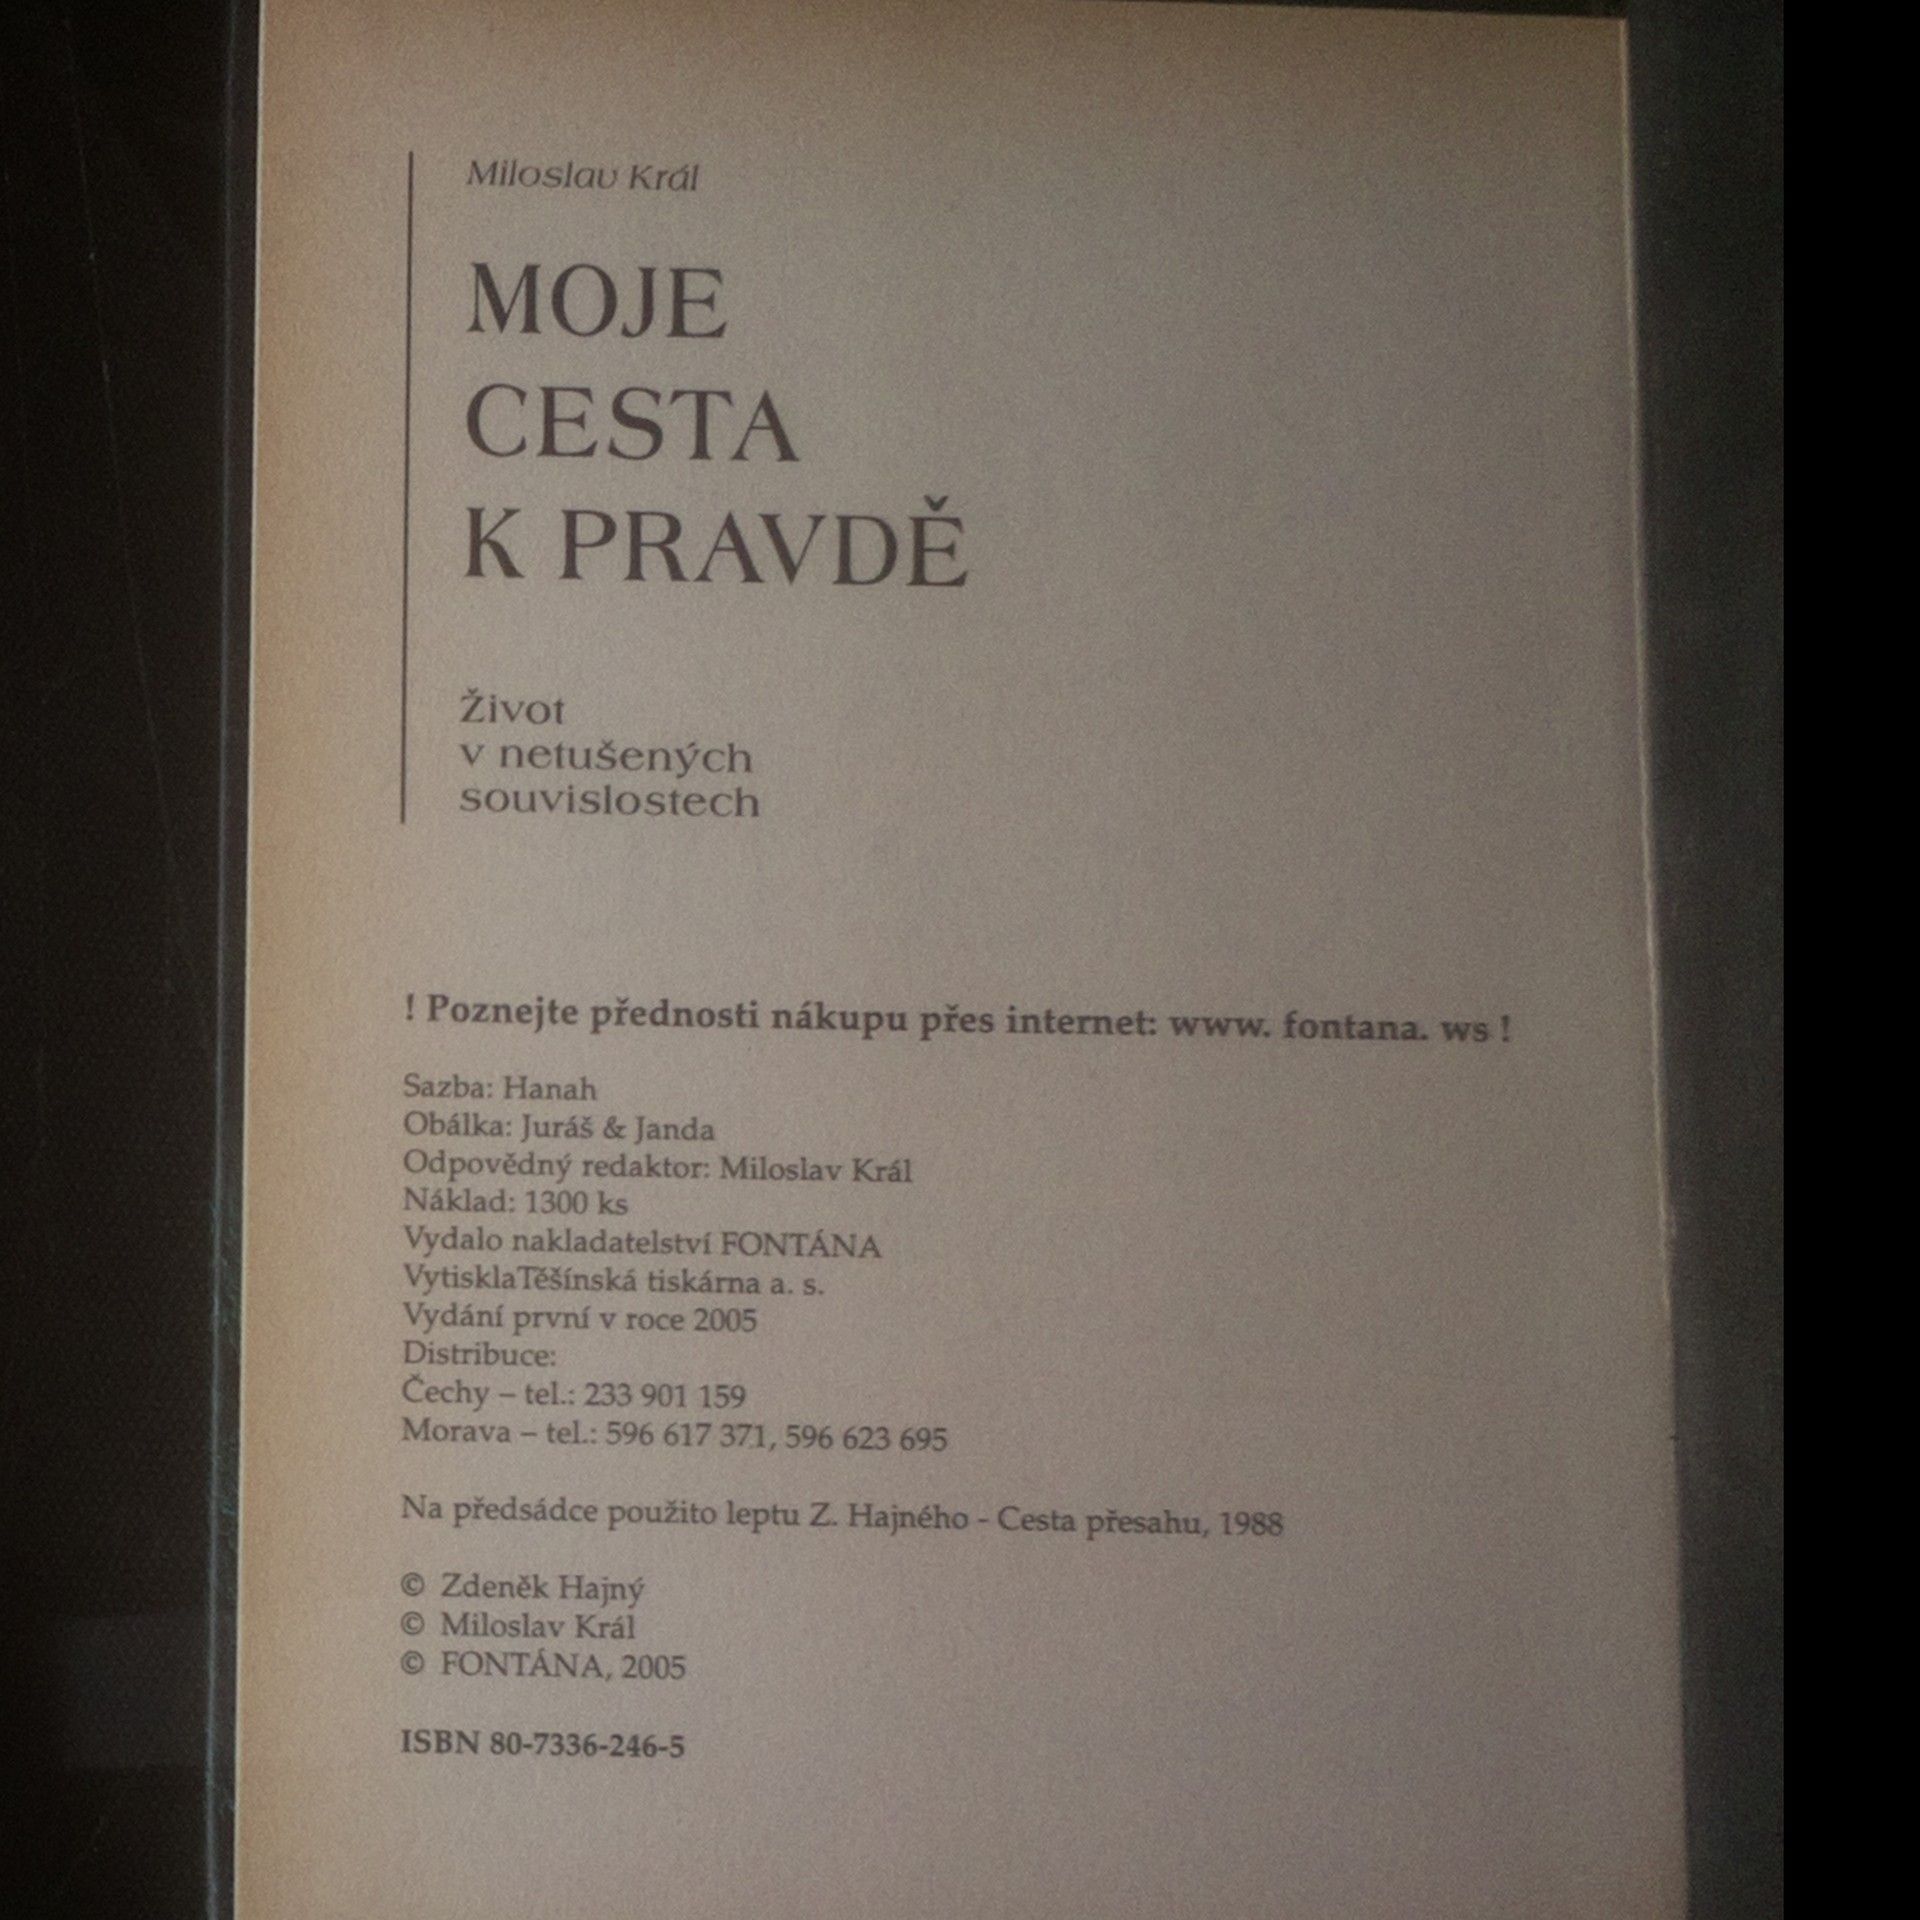 Miloslav Král
MOJE
CESTA
K PRAVDĚ
Život
v netušených
souvislostech
! Poznejte přednosti nákupu přes internet: www. fontana. ws !
Sazba: Hanah
Obálka: Juráš & Janda
Odpovědný redaktor: Miloslav Král
Náklad: 1300 ks
Vydalo nakladatelství FONTÁNA
VytisklaTěšínská tiskárna a. s.
Vydání první v roce 2005
Distribuce:
Čechy – tel.: 233 901 159
Morava – tel.: 596 617 371, 596 623 695
Na předsádce použito leptu Z. Hajného - Cesta přesahu, 1988
© Zdeněk Hajný
© Miloslav Král
© FONTÁNA, 2005
ISBN 80-7336-246-5